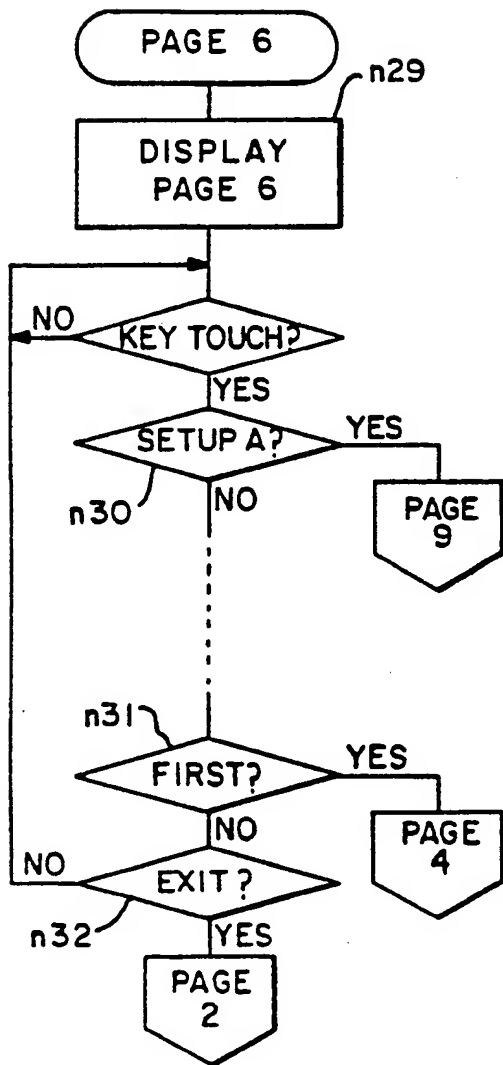 PAGE 6
n29
DISPLAY
PAGE 6
NO
KEY TOUCH?
YES
SETUP A?
YES
n30
NO
PAGE
9
n31
YES
FIRST?
NO
PAGE
4
NO
EXIT?
n32
YES
PAGE
2